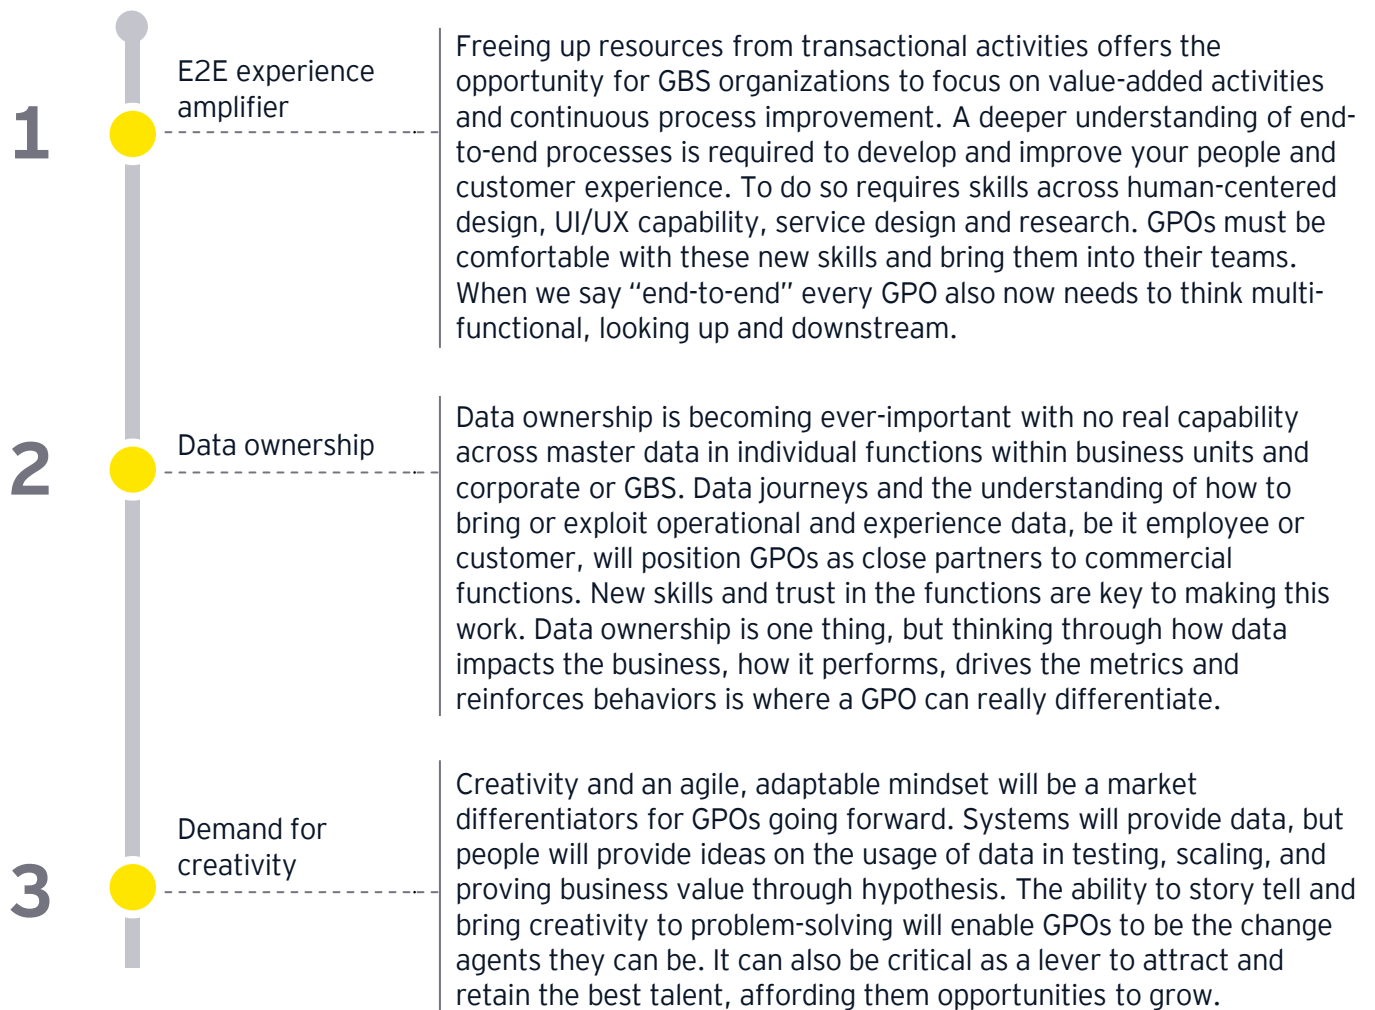 1
E2E experience
amplifier
Freeing up resources from transactional activities offers the
opportunity for GBS organizations to focus on value-added activities
and continuous process improvement. A deeper understanding of end-
to-end processes is required to develop and improve your people and
customer experience. To do so requires skills across human-centered
design, UI/UX capability, service design and research. GPOs must be
comfortable with these new skills and bring them into their teams.
When we say “end-to-end” every GPO also now needs to think multi-
functional, looking up and downstream.
2
Data ownership
Data ownership is becoming ever-important with no real capability
across master data in individual functions within business units and
corporate or GBS. Data journeys and the understanding of how to
bring or exploit operational and experience data, be it employee or
customer, will position GPOs as close partners to commercial
functions. New skills and trust in the functions are key to making this
work. Data ownership is one thing, but thinking through how data
impacts the business, how it performs, drives the metrics and
reinforces behaviors is where a GPO can really differentiate.
3
Demand for
creativity
Creativity and an agile, adaptable mindset will be a market
differentiators for GPOs going forward. Systems will provide data, but
people will provide ideas on the usage of data in testing, scaling, and
proving business value through hypothesis. The ability to story tell and
bring creativity to problem-solving will enable GPOs to be the change
agents they can be. It can also be critical as a lever to attract and
retain the best talent, affording them opportunities to grow.